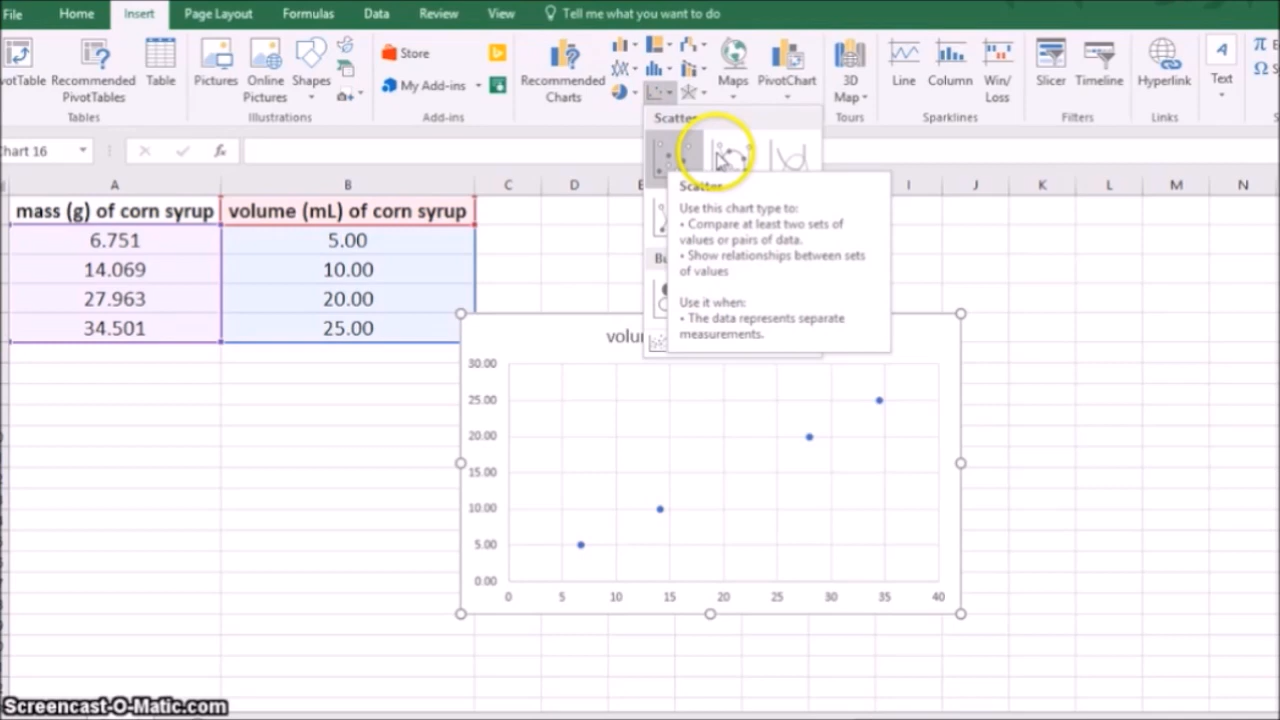 File Home Insert Page Layout Formulas Data Review View Tell me what you want to do
Recommended PivotTables
Table
Tables
Pictures
Online Pictures
Shapes
Illustrations
Store
My Add-ins
Add-ins
Recommended Charts
Maps
PivotChart
3D Map
Tours
Line
Column
Win/Loss
Sparklines
Slicer
Timeline
Filters
Hyperlink
Links
Text
fx
A B C D I J K L M N
(g) of corn syrup volume (mL) of corn syrup
6.751 5.00
14.069 10.00
27.963 20.00
34.501 25.00
Scatter
Scatter
Use this chart type to:
• Compare at least two sets of
values or pairs of data.
• Show relationships between sets
of values
Use it when:
• The data represents separate
measurements.
30.00
25.00
20.00
15.00
10.00
5.00
0.00
0 5 10 15 20 25 30 35 40
Screencast-O-Matic.com